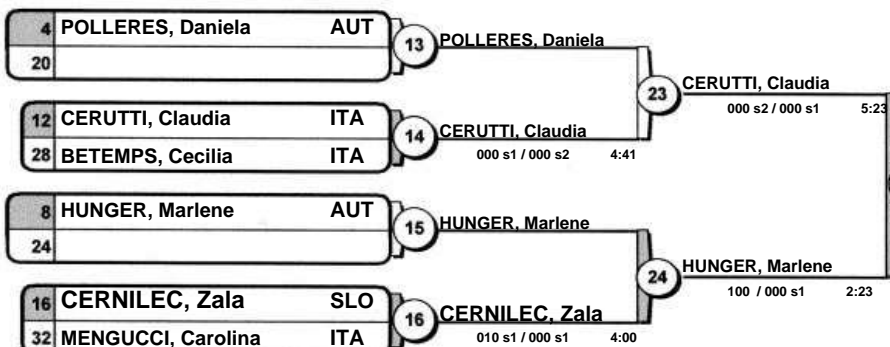 4 POLLERES, Daniela AUT
20
13 POLLERES, Daniela
23 CERUTTI, Claudia
000 s2 / 000 s1 5:23
12 CERUTTI, Claudia ITA
28 BETEMPS, Cecilia ITA
14 CERUTTI, Claudia
000 s1 / 000 s2 4:41
8 HUNGER, Marlene AUT
24
15 HUNGER, Marlene
24 HUNGER, Marlene
100 / 000 s1 2:23
16 CERNILEC, Zala SLO
32 MENGUCCI, Carolina ITA
16 CERNILEC, Zala
010 s1 / 000 s1 4:00